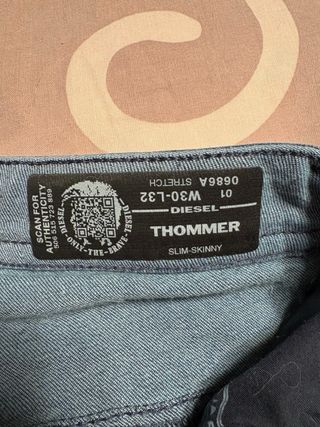 SCAN FOR
AUTHENTICITY
DIESEL
ONLY-THE-BRAVE
DIESEL
01
W30-L32
0686A STRETCH
DIESEL
THOMMER
SLIM-SKINNY